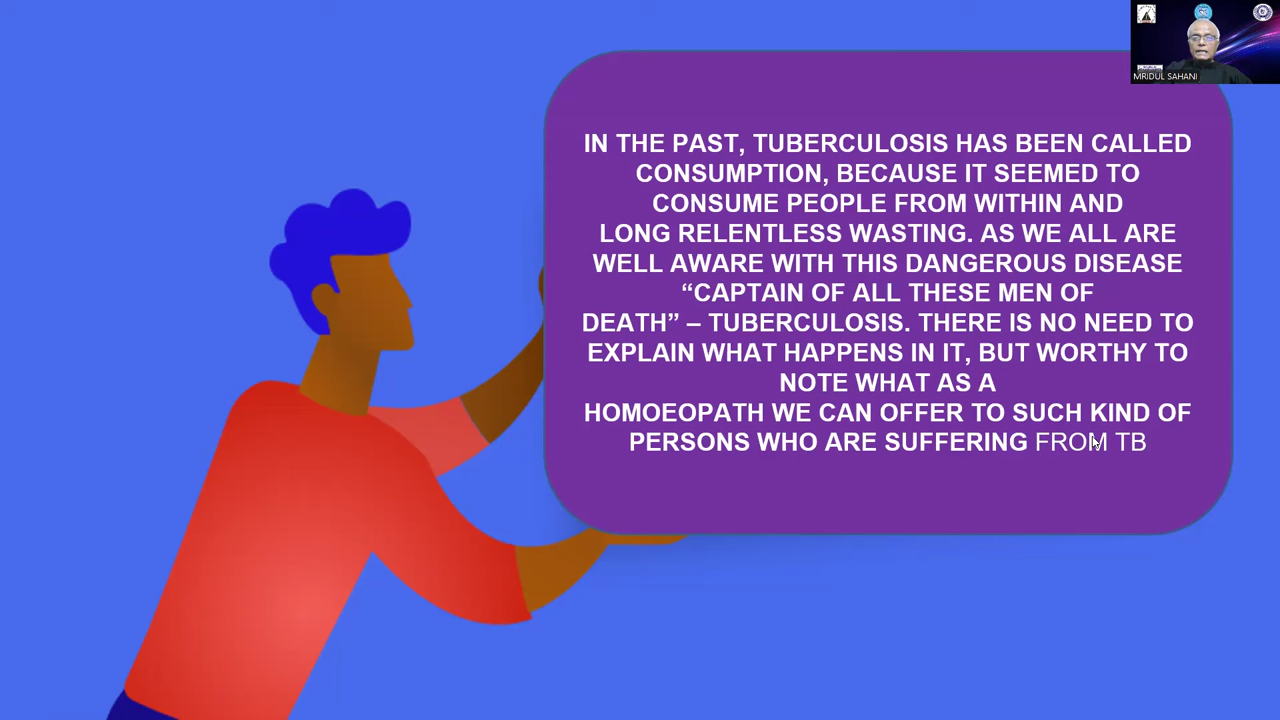 IN THE PAST, TUBERCULOSIS HAS BEEN CALLED
CONSUMPTION, BECAUSE IT SEEMED TO
CONSUME PEOPLE FROM WITHIN AND
LONG RELENTLESS WASTING. AS WE ALL ARE
WELL AWARE WITH THIS DANGEROUS DISEASE
“CAPTAIN OF ALL THESE MEN OF
DEATH” – TUBERCULOSIS. THERE IS NO NEED TO
EXPLAIN WHAT HAPPENS IN IT, BUT WORTHY TO
NOTE WHAT AS A
HOMOEOPATH WE CAN OFFER TO SUCH KIND OF
PERSONS WHO ARE SUFFERING FROM TB
MRIDUL SAHANI